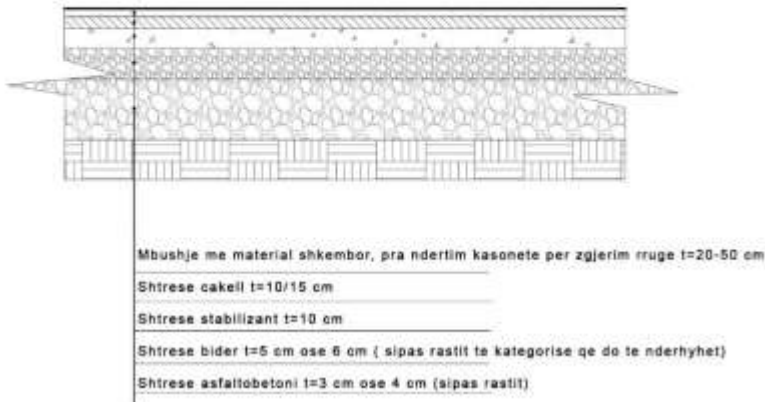 Mbushje me material shkembor, pra ndertim kasonete per zgjerim rruge t=20-50 cm
Shtrese cakell t=10/15 cm
Shtrese stabilizant t=10 cm
Shtrese bider t=5 cm ose 6 cm ( sipas rastit te kategorise qe do te nderhyhet)
Shtrese asfaltobetoni t=3 cm ose 4 cm (sipas rastit)